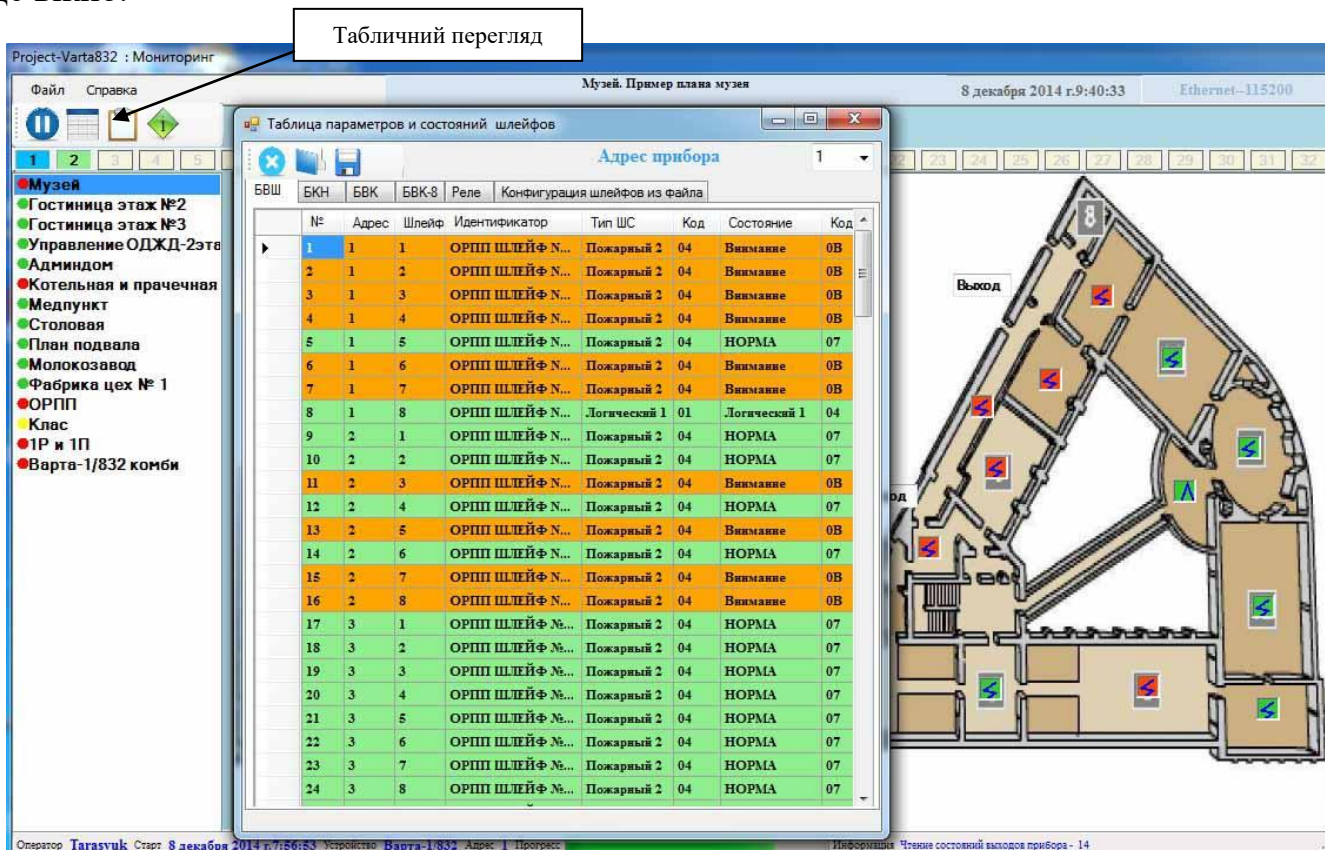 Табличний перегляд
Project-Varta832 : Мониторинг
Файл Справка
Музей. Пример плана музея
8 декабря 2014 г.9:40:33
Ethernet--115200
1 2 3 4 5 22 23 24 25 26 27 28 29 30 31 32
Музей
Гостиница этаж №2
Гостиница этаж №3
Управление ОДЖД-2эта
Админдом
Котельная и прачечная
Медпункт
Столовая
План подвала
Молокозавод
Фабрика цех № 1
ОРПП
Клас
1Р и 1П
Варта-1/832 комби
Таблица параметров и состояний шлейфов
Адрес прибора 1
БВШ БКН БВК БВК-8 Реле Конфигурация шлейфов из файла
№ Адрес Шлейф Идентификатор Тип ШС Код Состояние Код
1 1 1 ОРПП ШЛЕЙФ N... Пожарный 2 04 Внимание 0B
2 1 2 ОРПП ШЛЕЙФ N... Пожарный 2 04 Внимание 0B
3 1 3 ОРПП ШЛЕЙФ N... Пожарный 2 04 Внимание 0B
4 1 4 ОРПП ШЛЕЙФ N... Пожарный 2 04 Внимание 0B
5 1 5 ОРПП ШЛЕЙФ N... Пожарный 2 04 НОРМА 07
6 1 6 ОРПП ШЛЕЙФ N... Пожарный 2 04 Внимание 0B
7 1 7 ОРПП ШЛЕЙФ N... Пожарный 2 04 Внимание 0B
8 1 8 ОРПП ШЛЕЙФ N... Логический 1 01 Логический 1 04
9 2 1 ОРПП ШЛЕЙФ N... Пожарный 2 04 НОРМА 07
10 2 2 ОРПП ШЛЕЙФ N... Пожарный 2 04 НОРМА 07
11 2 3 ОРПП ШЛЕЙФ N... Пожарный 2 04 Внимание 0B
12 2 4 ОРПП ШЛЕЙФ N... Пожарный 2 04 НОРМА 07
13 2 5 ОРПП ШЛЕЙФ N... Пожарный 2 04 Внимание 0B
14 2 6 ОРПП ШЛЕЙФ N... Пожарный 2 04 НОРМА 07
15 2 7 ОРПП ШЛЕЙФ N... Пожарный 2 04 Внимание 0B
16 2 8 ОРПП ШЛЕЙФ N... Пожарный 2 04 Внимание 0B
17 3 1 ОРПП ШЛЕЙФ №... Пожарный 2 04 НОРМА 07
18 3 2 ОРПП ШЛЕЙФ №... Пожарный 2 04 НОРМА 07
19 3 3 ОРПП ШЛЕЙФ №... Пожарный 2 04 НОРМА 07
20 3 4 ОРПП ШЛЕЙФ №... Пожарный 2 04 НОРМА 07
21 3 5 ОРПП ШЛЕЙФ №... Пожарный 2 04 НОРМА 07
22 3 6 ОРПП ШЛЕЙФ №... Пожарный 2 04 НОРМА 07
23 3 7 ОРПП ШЛЕЙФ №... Пожарный 2 04 НОРМА 07
24 3 8 ОРПП ШЛЕЙФ №... Пожарный 2 04 НОРМА 07
8
Выход
од
Оператор Tarasyuk Старт 8 декабря 2014 г.7:56:53 Устройство Варта-1/832 Адрес 1 Прогресс
Информация Чтение состояний выходов прибора - 14